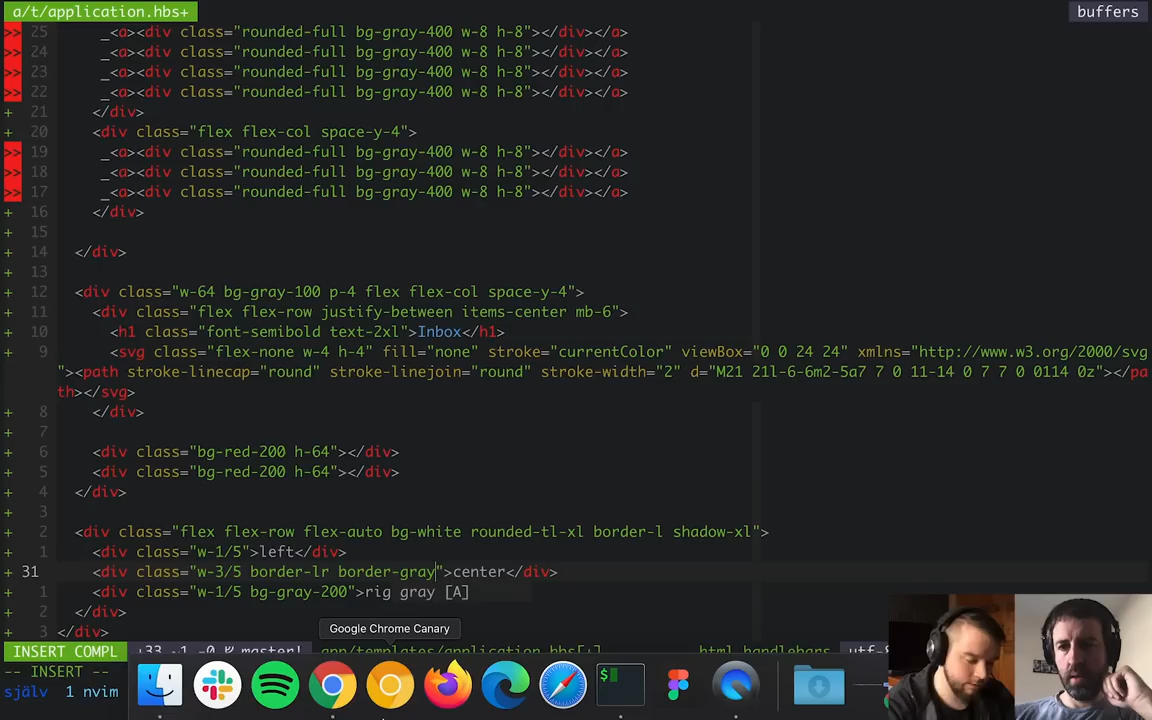 a/t/application.hbs+ buffers
>> 25 _<a><div class="rounded-full bg-gray-400 w-8 h-8"></div></a>
>> 24 _<a><div class="rounded-full bg-gray-400 w-8 h-8"></div></a>
>> 23 _<a><div class="rounded-full bg-gray-400 w-8 h-8"></div></a>
>> 22 _<a><div class="rounded-full bg-gray-400 w-8 h-8"></div></a>
+ 21 </div>
+ 20 <div class="flex flex-col space-y-4">
>> 19 _<a><div class="rounded-full bg-gray-400 w-8 h-8"></div></a>
>> 18 _<a><div class="rounded-full bg-gray-400 w-8 h-8"></div></a>
>> 17 _<a><div class="rounded-full bg-gray-400 w-8 h-8"></div></a>
+ 16 </div>
+ 15
+ 14 </div>
+ 13
+ 12 <div class="w-64 bg-gray-100 p-4 flex flex-col space-y-4">
+ 11 <div class="flex flex-row justify-between items-center mb-6">
+ 10 <h1 class="font-semibold text-2xl">Inbox</h1>
+ 9 <svg class="flex-none w-4 h-4" fill="none" stroke="currentColor" viewBox="0 0 24 24" xmlns="http://www.w3.org/2000/svg
"><path stroke-linecap="round" stroke-linejoin="round" stroke-width="2" d="M21 21l-6-6m2-5a7 7 0 11-14 0 7 7 0 0114 0z"></pa
th></svg>
+ 8 </div>
+ 7
+ 6 <div class="bg-red-200 h-64"></div>
+ 5 <div class="bg-red-200 h-64"></div>
+ 4 </div>
+ 3
+ 2 <div class="flex flex-row flex-auto bg-white rounded-tl-xl border-l shadow-xl">
+ 1 <div class="w-1/5">left</div>
+ 31 <div class="w-3/5 border-lr border-gray">center</div>
+ 1 <div class="w-1/5 bg-gray-200">rig gray [A]
+ 2 </div>
+ 3 </div>
Google Chrome Canary
INSERT COMPL +33 ~1 -0 master! app/templates/application.hbs[+] html.handlebars utf-8
-- INSERT --
själv 1 nvim
$